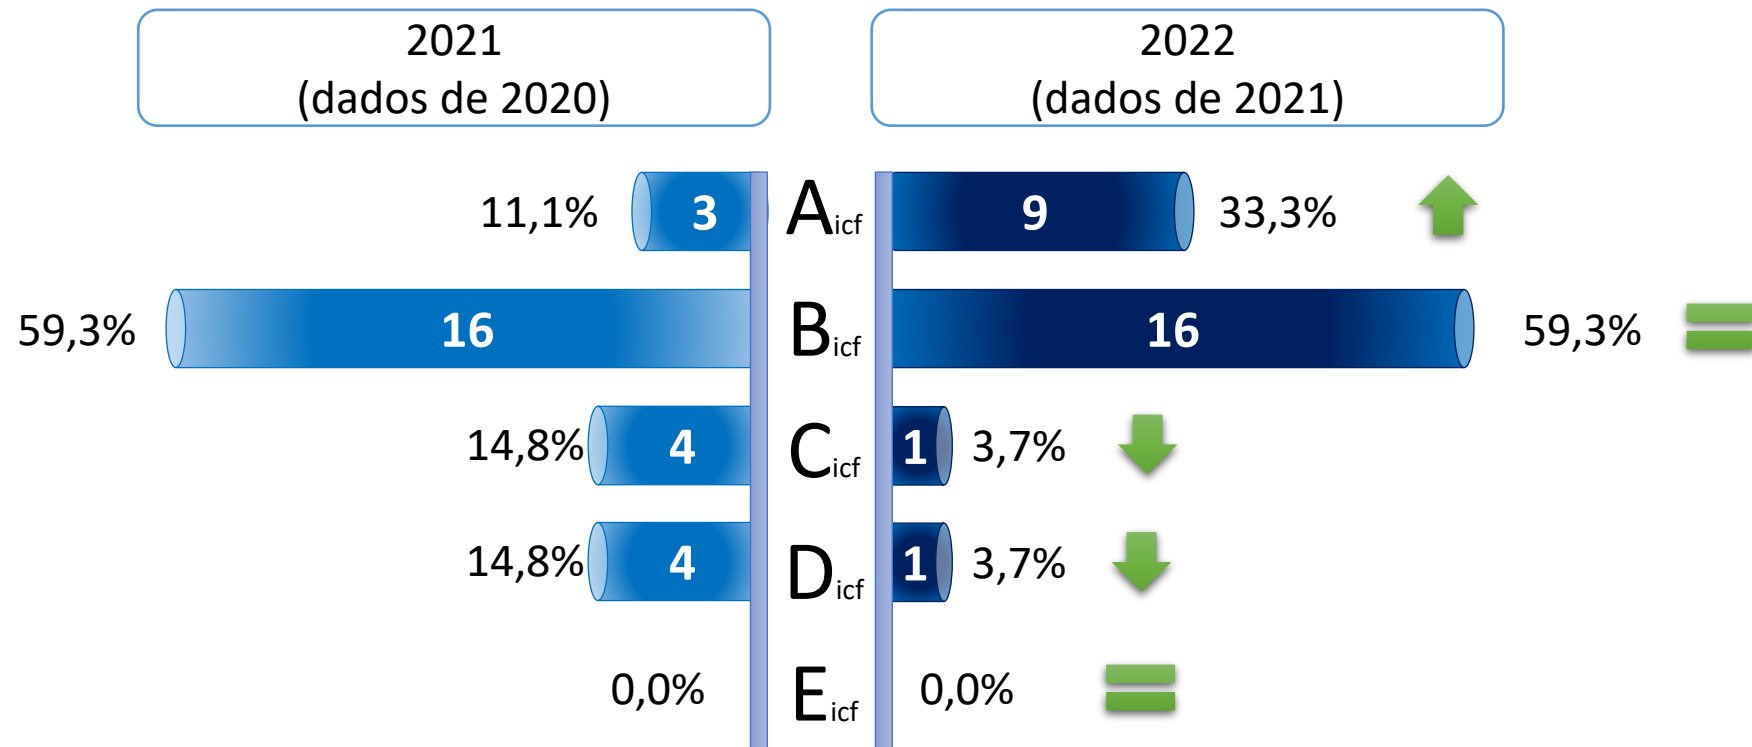 2021
(dados de 2020)
2022
(dados de 2021)
11,1% 3 Aicf 9 33,3%
59,3% 16 Bicf 16 59,3%
14,8% 4 Cicf 1 3,7%
14,8% 4 Dicf 1 3,7%
0,0% Eicf 0,0%